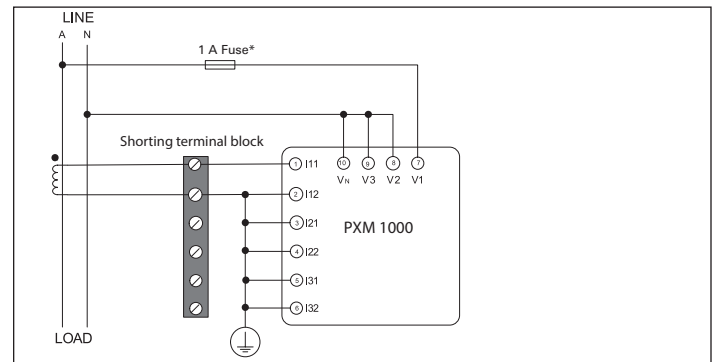 LINE
A N
1 A Fuse*
Shorting terminal block
1 I11
10 9 8 7
VN V3 V2 V1
2 I12
3 I21
PXM 1000
4 I22
5 I31
6 I32
LOAD